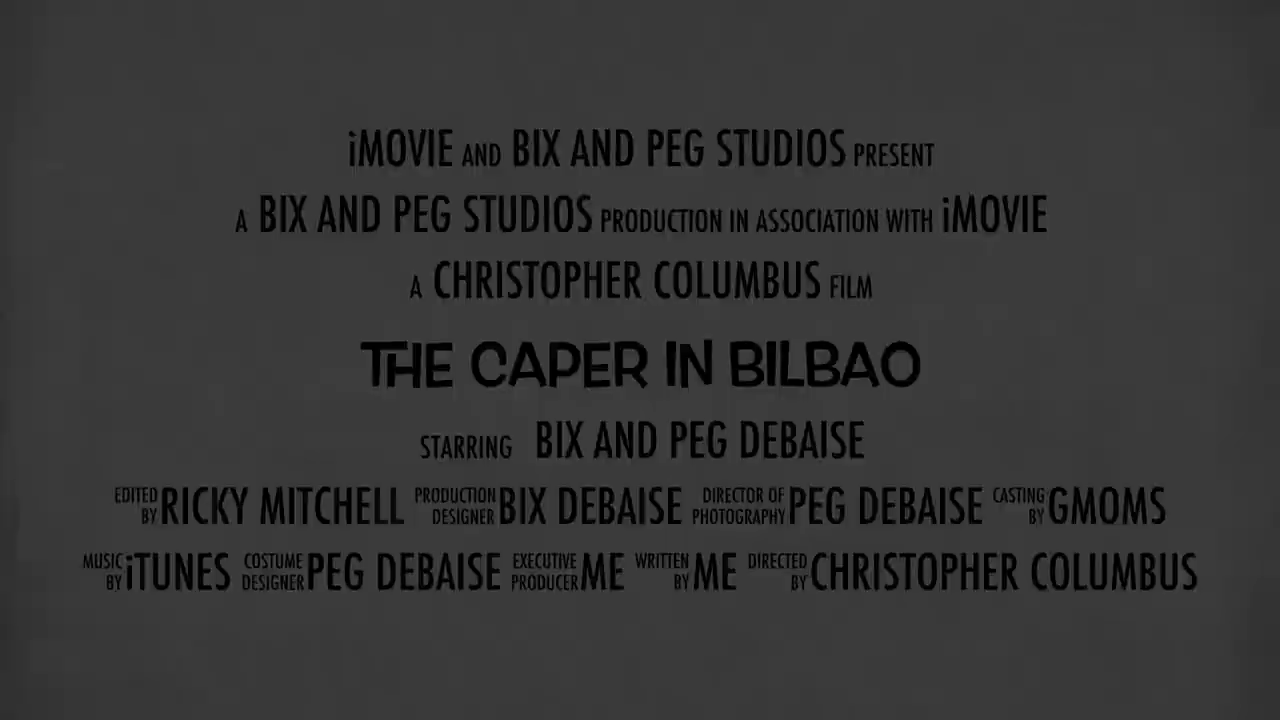 iMOVIE AND BIX AND PEG STUDIOS PRESENT
A BIX AND PEG STUDIOS PRODUCTION IN ASSOCIATION WITH iMOVIE
A CHRISTOPHER COLUMBUS FILM
THE CAPER IN BILBAO
STARRING BIX AND PEG DEBAISE
EDITED BY RICKY MITCHELL PRODUCTION DESIGNER BIX DEBAISE DIRECTOR OF PHOTOGRAPHY PEG DEBAISE CASTING BY GMOMS
MUSIC BY iTUNES COSTUME DESIGNER PEG DEBAISE EXECUTIVE PRODUCER ME WRITTEN BY ME DIRECTED BY CHRISTOPHER COLUMBUS